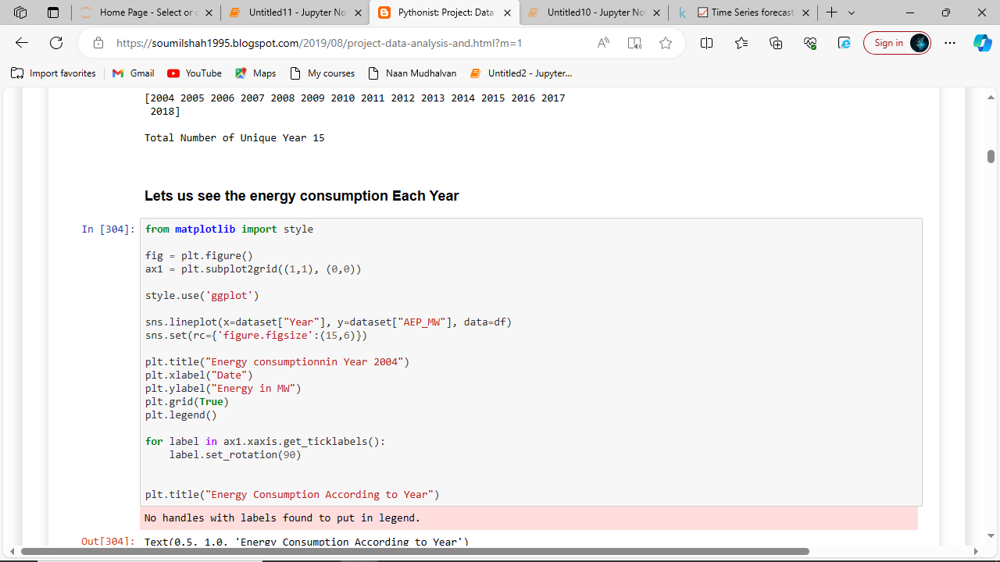 Home Page - Select or c
Untitled11 - Jupyter No
Pythonist: Project: Data
Untitled10 - Jupyter No
Time Series forecast
https://soumilshah1995.blogspot.com/2019/08/project-data-analysis-and.html?m=1
Sign in
Import favorites
Gmail
YouTube
Maps
My courses
Naan Mudhalvan
Untitled2 - Jupyter...
[2004 2005 2006 2007 2008 2009 2010 2011 2012 2013 2014 2015 2016 2017
 2018]
Total Number of Unique Year 15
Lets us see the energy consumption Each Year
In [304]:
from matplotlib import style
fig = plt.figure()
ax1 = plt.subplot2grid((1,1), (0,0))
style.use('ggplot')
sns.lineplot(x=dataset["Year"], y=dataset["AEP_MW"], data=df)
sns.set(rc={'figure.figsize':(15,6)})
plt.title("Energy consumptionnin Year 2004")
plt.xlabel("Date")
plt.ylabel("Energy in MW")
plt.grid(True)
plt.legend()
for label in ax1.xaxis.get_ticklabels():
    label.set_rotation(90)
plt.title("Energy Consumption According to Year")
No handles with labels found to put in legend.
Out[304]: Text(0.5, 1.0, 'Energy Consumption According to Year')